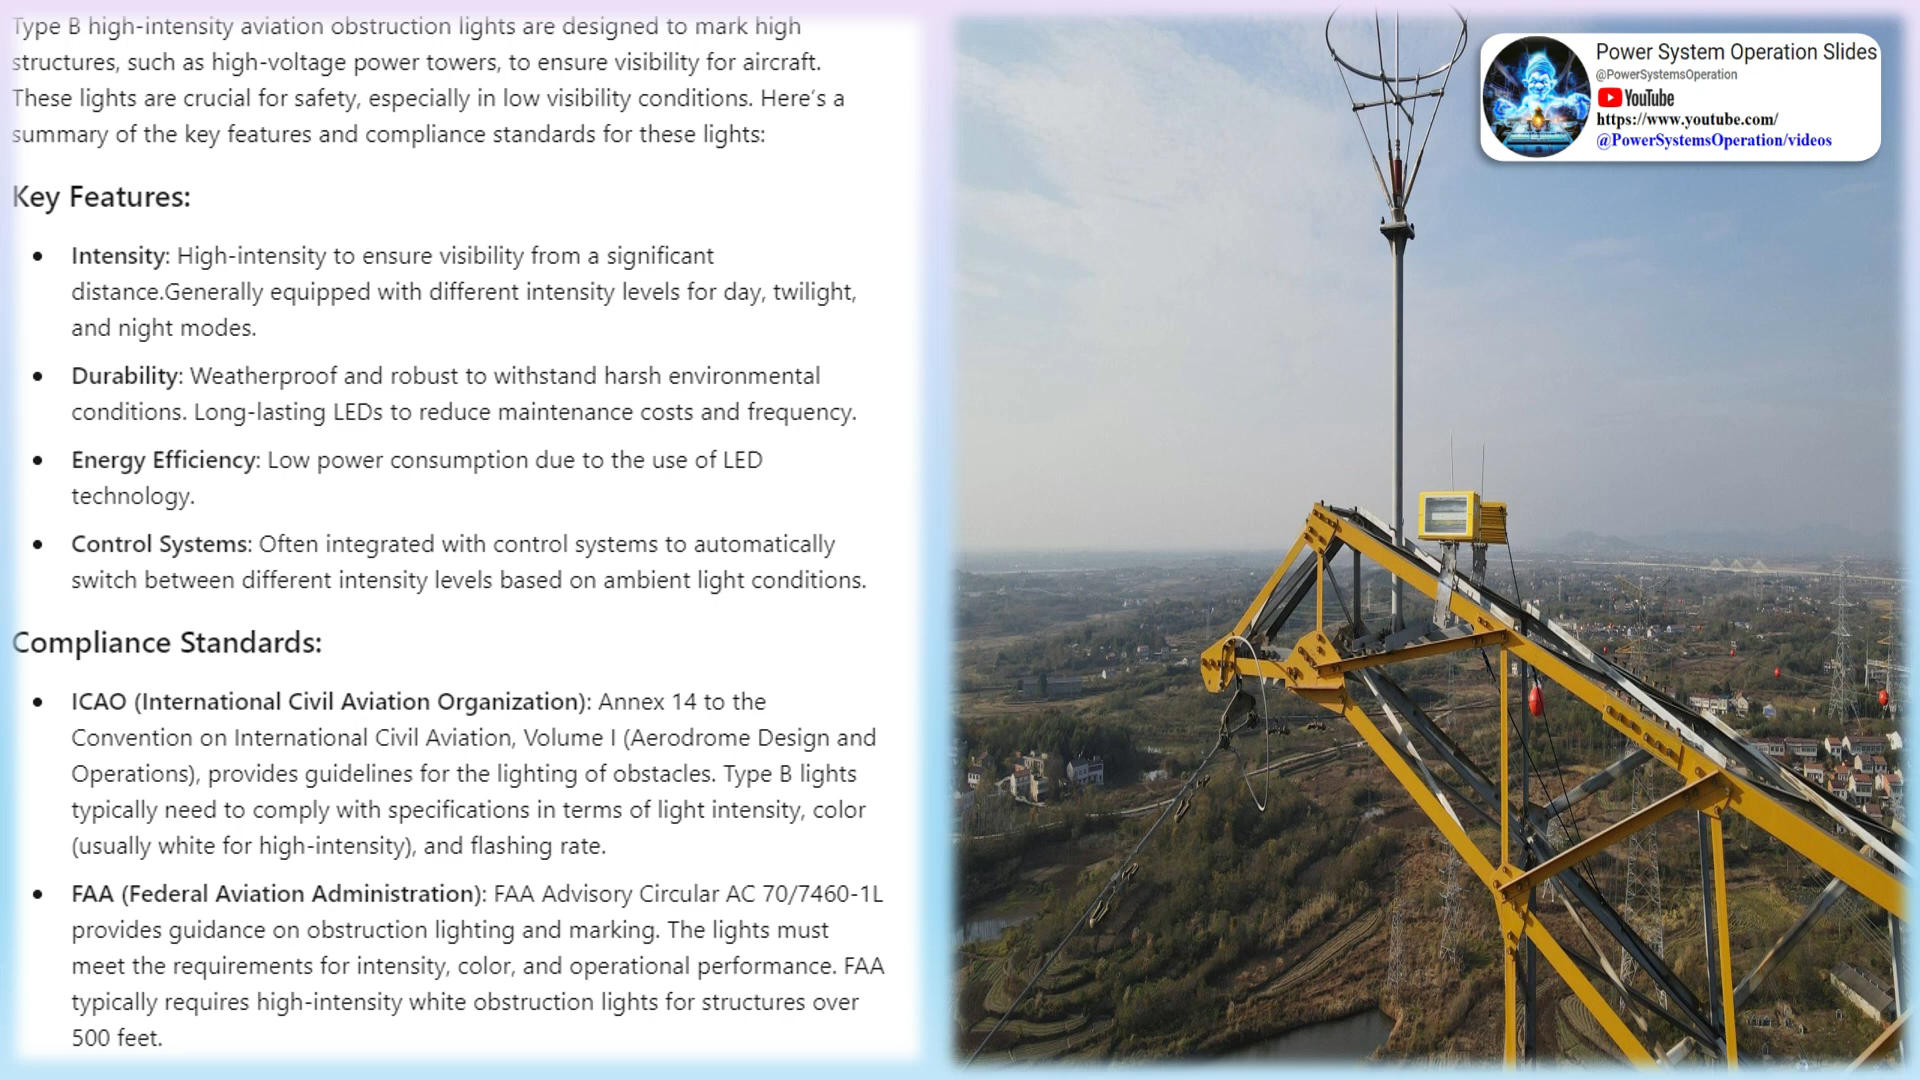 Type B high-intensity aviation obstruction lights are designed to mark high
structures, such as high-voltage power towers, to ensure visibility for aircraft.
These lights are crucial for safety, especially in low visibility conditions. Here's a
summary of the key features and compliance standards for these lights:
Key Features:
• Intensity: High-intensity to ensure visibility from a significant
distance.Generally equipped with different intensity levels for day, twilight,
and night modes.
• Durability: Weatherproof and robust to withstand harsh environmental
conditions. Long-lasting LEDs to reduce maintenance costs and frequency.
• Energy Efficiency: Low power consumption due to the use of LED
technology.
• Control Systems: Often integrated with control systems to automatically
switch between different intensity levels based on ambient light conditions.
Compliance Standards:
• ICAO (International Civil Aviation Organization): Annex 14 to the
Convention on International Civil Aviation, Volume I (Aerodrome Design and
Operations), provides guidelines for the lighting of obstacles. Type B lights
typically need to comply with specifications in terms of light intensity, color
(usually white for high-intensity), and flashing rate.
• FAA (Federal Aviation Administration): FAA Advisory Circular AC 70/7460-1L
provides guidance on obstruction lighting and marking. The lights must
meet the requirements for intensity, color, and operational performance. FAA
typically requires high-intensity white obstruction lights for structures over
500 feet.
Power System Operation Slides
@PowerSystemsOperation
YouTube
https://www.youtube.com/
@PowerSystemsOperation/videos